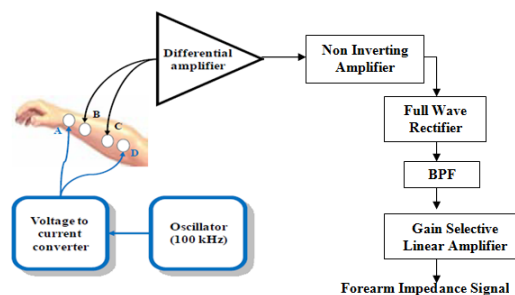 Differential
amplifier
Non Inverting
Amplifier
Full Wave
Rectifier
BPF
Gain Selective
Linear Amplifier
Forearm Impedance Signal
A
B
C
D
Voltage to
current
converter
Oscillator
(100 kHz)